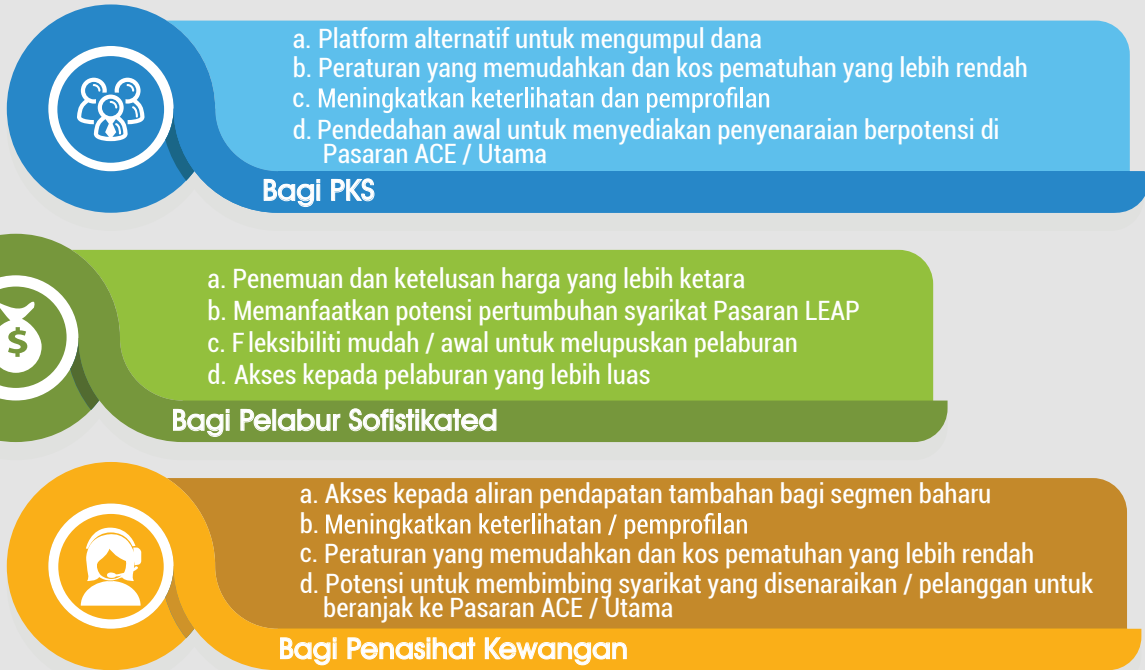 a. Platform alternatif untuk mengumpul dana
b. Peraturan yang memudahkan dan kos pematuhan yang lebih rendah
c. Meningkatkan keterlihatan dan pemprofilan
d. Pendedahan awal untuk menyediakan penyenaraian berpotensi di
Pasaran ACE / Utama
Bagi PKS
a. Penemuan dan ketelusan harga yang lebih ketara
b. Memanfaatkan potensi pertumbuhan syarikat Pasaran LEAP
c. F leksibiliti mudah / awal untuk melupuskan pelaburan
d. Akses kepada pelaburan yang lebih luas
$
Bagi Pelabur Sofistikated
a. Akses kepada aliran pendapatan tambahan bagi segmen baharu
b. Meningkatkan keterlihatan / pemprofilan
c. Peraturan yang memudahkan dan kos pematuhan yang lebih rendah
d. Potensi untuk membimbing syarikat yang disenaraikan / pelanggan untuk
beranjak ke Pasaran ACE / Utama
Bagi Penasihat Kewangan